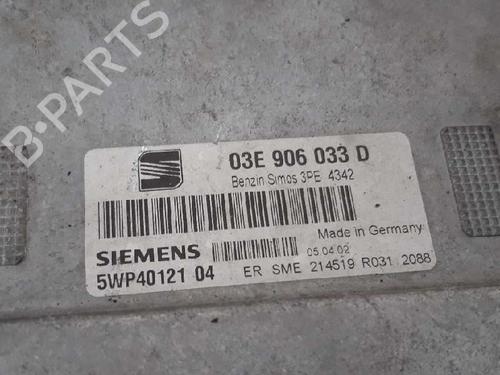 B-PARTS
03E 906 033 D
Benzin Simos 3PE 4342
Made in Germany
SIEMENS
05.04.02
5WP40121 04
ER SME 214519 R031 2088